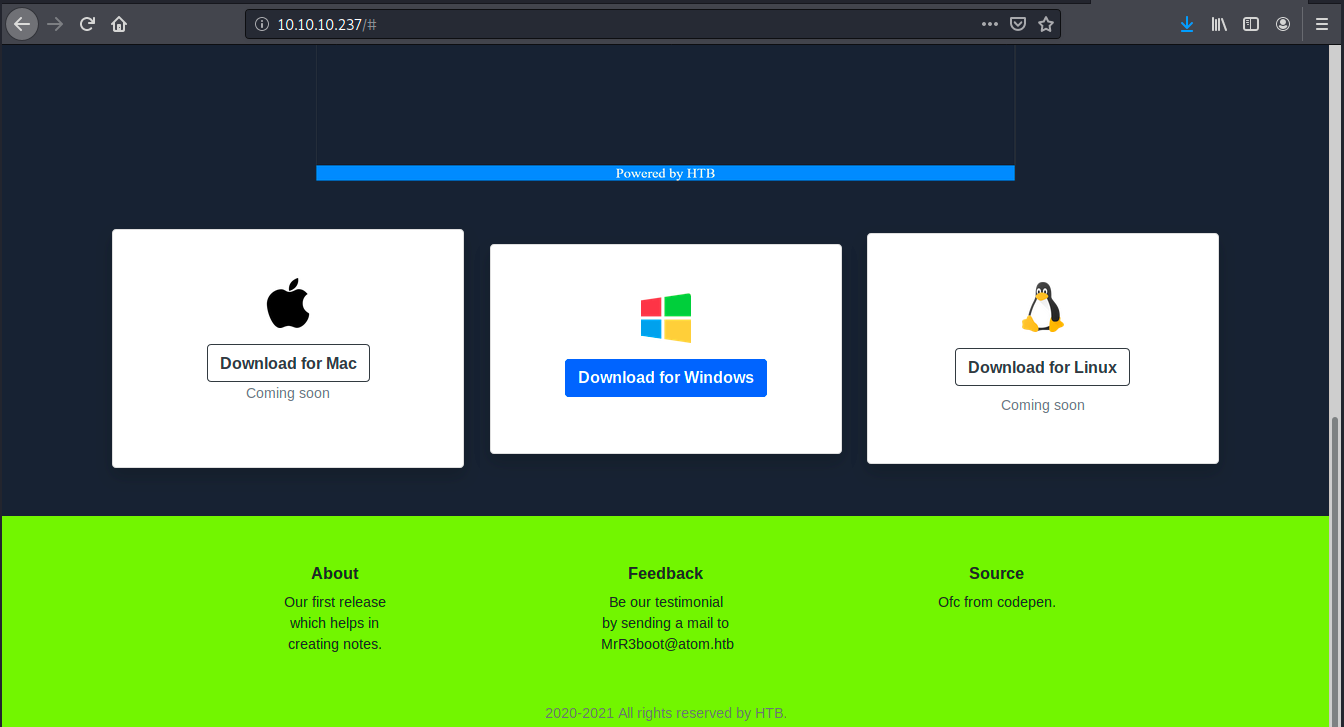 10.10.10.237/#
Powered by HTB
Download for Mac
Coming soon
Download for Windows
Download for Linux
Coming soon
About
Our first release
which helps in
creating notes.
Feedback
Be our testimonial
by sending a mail to
MrR3boot@atom.htb
Source
Ofc from codepen.
2020-2021 All rights reserved by HTB.